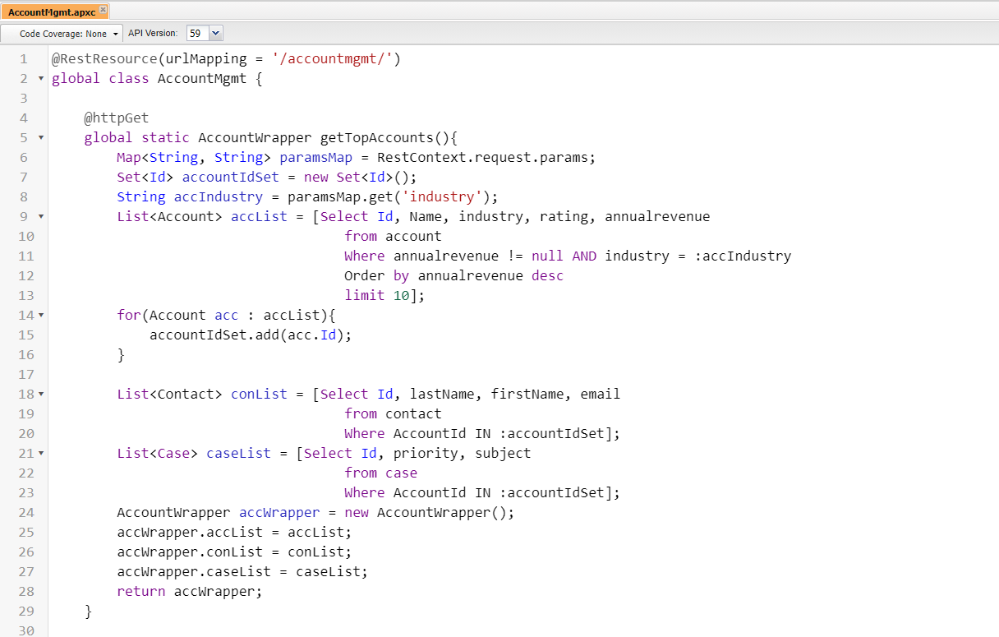 AccountMgmt.apxc
Code Coverage: None API Version: 59
1 @RestResource(urlMapping = '/accountmgmt/')
2 global class AccountMgmt {
3
4 @httpGet
5 global static AccountWrapper getTopAccounts(){
6 Map<String, String> paramsMap = RestContext.request.params;
7 Set<Id> accountIdSet = new Set<Id>();
8 String accIndustry = paramsMap.get('industry');
9 List<Account> accList = [Select Id, Name, industry, rating, annualrevenue
10 from account
11 Where annualrevenue != null AND industry = :accIndustry
12 Order by annualrevenue desc
13 limit 10];
14 for(Account acc : accList){
15 accountIdSet.add(acc.Id);
16 }
17
18 List<Contact> conList = [Select Id, lastName, firstName, email
19 from contact
20 Where AccountId IN :accountIdSet];
21 List<Case> caseList = [Select Id, priority, subject
22 from case
23 Where AccountId IN :accountIdSet];
24 AccountWrapper accWrapper = new AccountWrapper();
25 accWrapper.accList = accList;
26 accWrapper.conList = conList;
27 accWrapper.caseList = caseList;
28 return accWrapper;
29 }
30